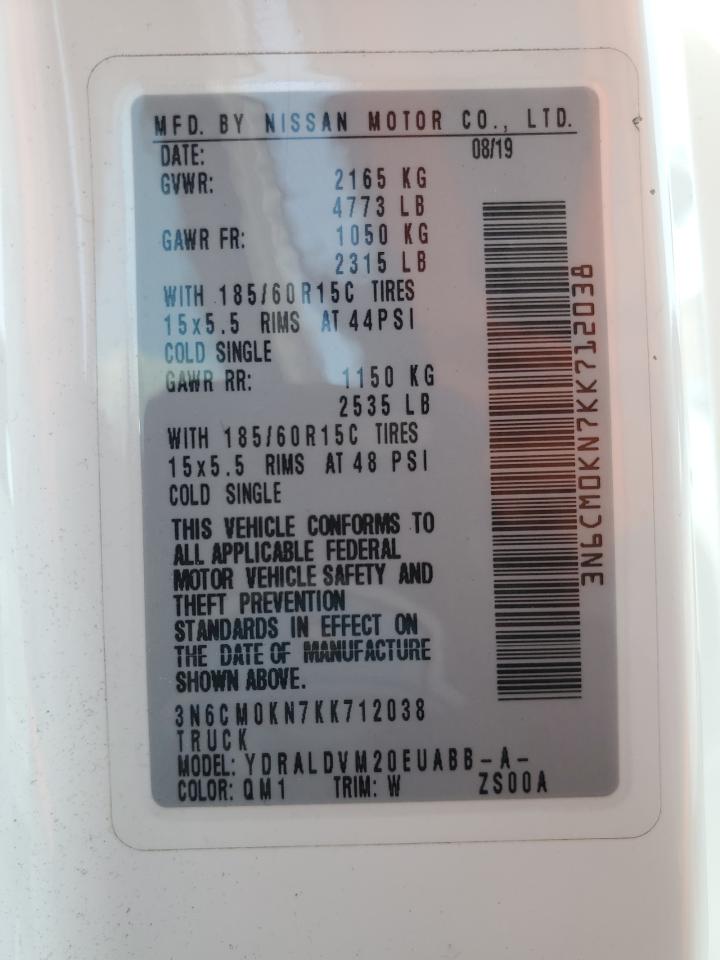 MFD. BY NISSAN MOTOR CO., LTD.
DATE: 08/19
GVWR: 2165 KG
4773 LB
GAWR FR: 1050 KG
2315 LB
WITH 185/60R15C TIRES
15x5.5 RIMS AT 44PSI
COLD SINGLE
GAWR RR: 1150 KG
2535 LB
WITH 185/60R15C TIRES
15x5.5 RIMS AT 48 PSI
COLD SINGLE
THIS VEHICLE CONFORMS TO
ALL APPLICABLE FEDERAL
MOTOR VEHICLE SAFETY AND
THEFT PREVENTION
STANDARDS IN EFFECT ON
THE DATE OF MANUFACTURE
SHOWN ABOVE.
3N6CM0KN7KK712038
TRUCK
MODEL: YDRALDVM20EUABB-A-
COLOR: QM1 TRIM: W ZS00A
3N6CM0KN7KK712038